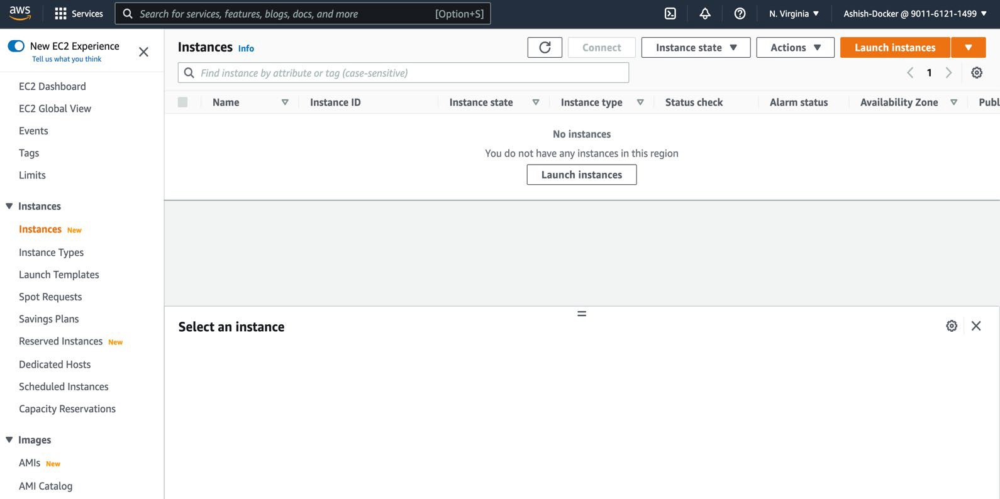 aws
Services
Search for services, features, blogs, docs, and more [Option+S]
N. Virginia
Ashish-Docker @ 9011-6121-1499
New EC2 Experience
Tell us what you think
EC2 Dashboard
EC2 Global View
Events
Tags
Limits
Instances
Instances New
Instance Types
Launch Templates
Spot Requests
Savings Plans
Reserved Instances New
Dedicated Hosts
Scheduled Instances
Capacity Reservations
Images
AMIs New
AMI Catalog
Instances Info
Connect
Instance state
Actions
Launch instances
Find instance by attribute or tag (case-sensitive)
1
Name Instance ID Instance state Instance type Status check Alarm status Availability Zone Publ
No instances
You do not have any instances in this region
Launch instances
Select an instance